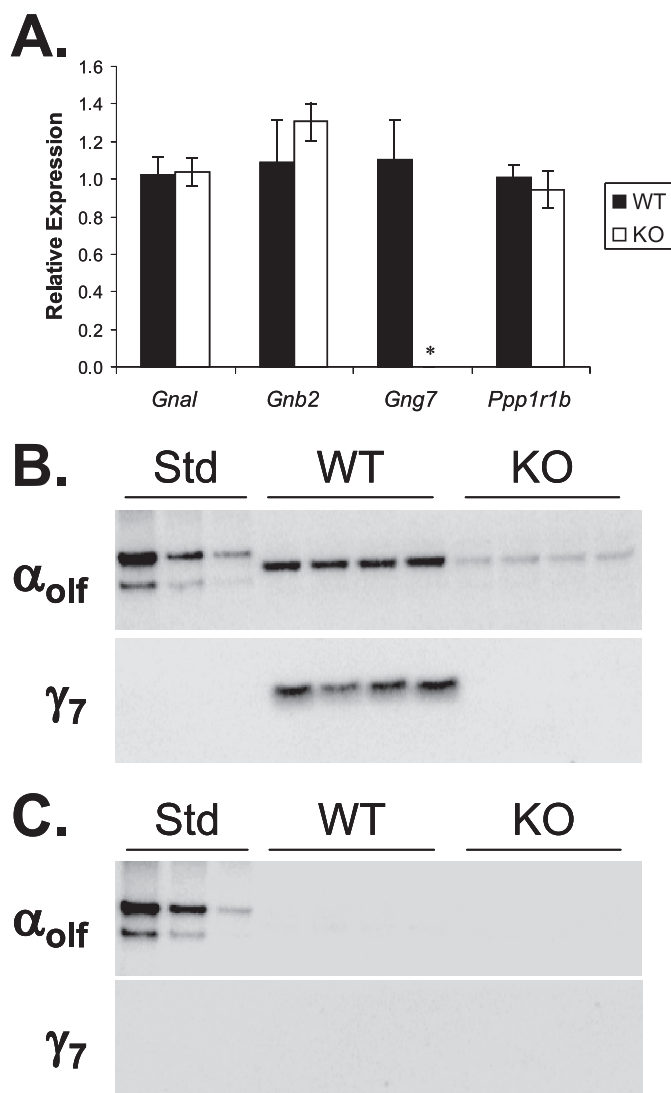 A.
Relative Expression
1.6
1.4
1.2
1.0
0.8
0.6
0.4
0.2
0.0
*
Gnal Gnb2 Gng7 Ppp1r1b
WT
KO
B.
Std WT KO
αolf
γ7
C.
Std WT KO
αolf
γ7